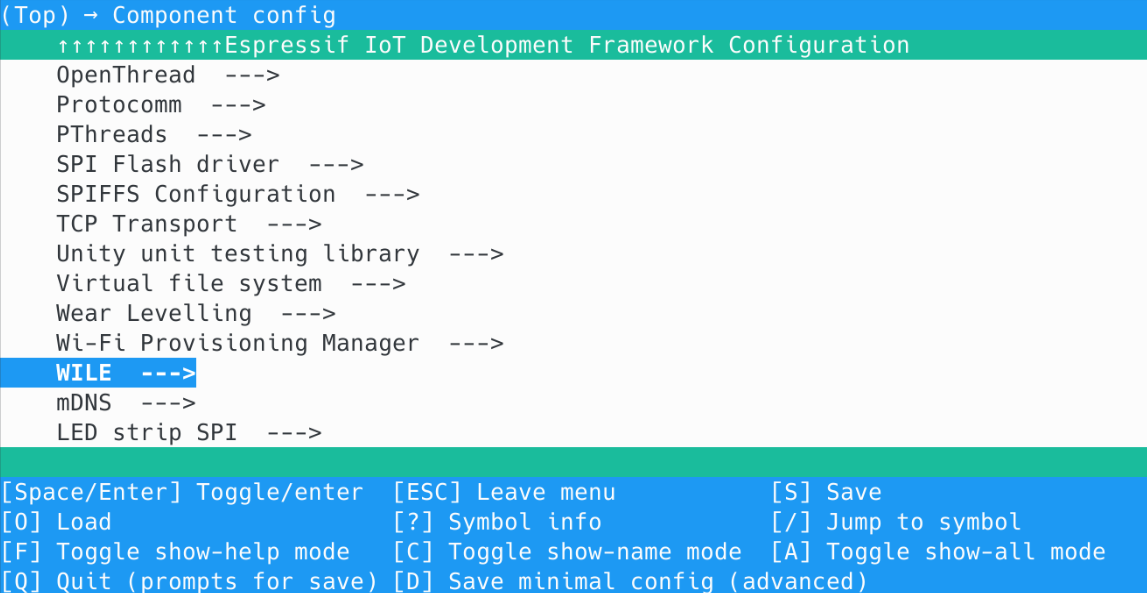 (Top) → Component config
↑↑↑↑↑↑↑↑↑↑↑↑Espressif IoT Development Framework Configuration
OpenThread  --->
Protocomm  --->
PThreads  --->
SPI Flash driver  --->
SPIFFS Configuration  --->
TCP Transport  --->
Unity unit testing library  --->
Virtual file system  --->
Wear Levelling  --->
Wi-Fi Provisioning Manager  --->
WILE  --->
mDNS  --->
LED strip SPI  --->
[Space/Enter] Toggle/enter  [ESC] Leave menu  [S] Save
[O] Load  [?] Symbol info  [/] Jump to symbol
[F] Toggle show-help mode  [C] Toggle show-name mode  [A] Toggle show-all mode
[Q] Quit (prompts for save) [D] Save minimal config (advanced)